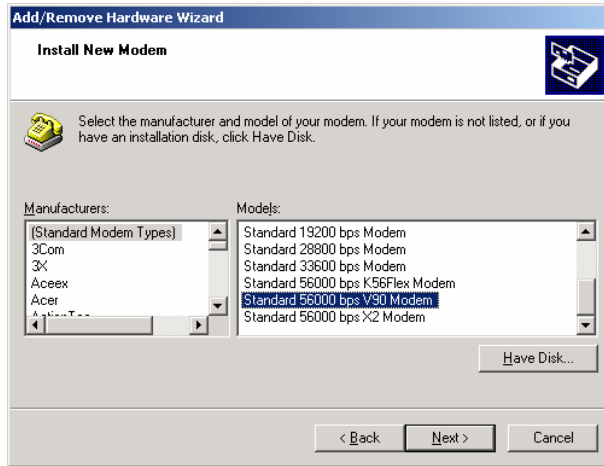 Add/Remove Hardware Wizard
Install New Modem
Select the manufacturer and model of your modem. If your modem is not listed, or if you
have an installation disk, click Have Disk.
Manufacturers:
(Standard Modem Types)
3Com
3X
Aceex
Acer
Models:
Standard 19200 bps Modem
Standard 28800 bps Modem
Standard 33600 bps Modem
Standard 56000 bps K56Flex Modem
Standard 56000 bps V90 Modem
Standard 56000 bps X2 Modem
Have Disk...
< Back
Next >
Cancel